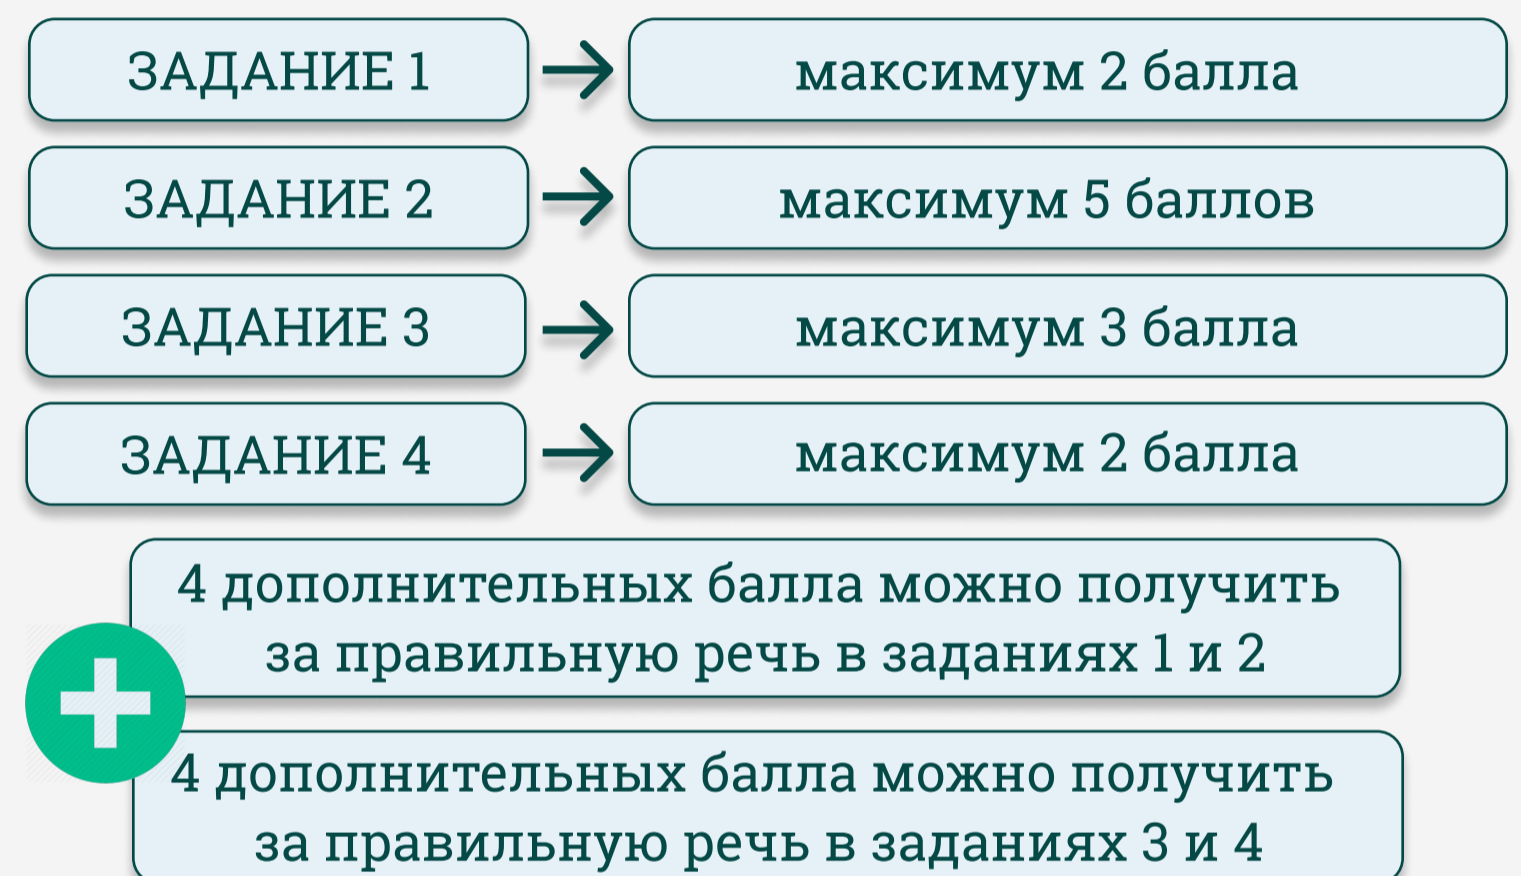 ЗАДАНИЕ 1
максимум 2 балла
ЗАДАНИЕ 2
максимум 5 баллов
ЗАДАНИЕ 3
максимум 3 балла
ЗАДАНИЕ 4
максимум 2 балла
4 дополнительных балла можно получить
за правильную речь в заданиях 1 и 2
4 дополнительных балла можно получить
за правильную речь в заданиях 3 и 4